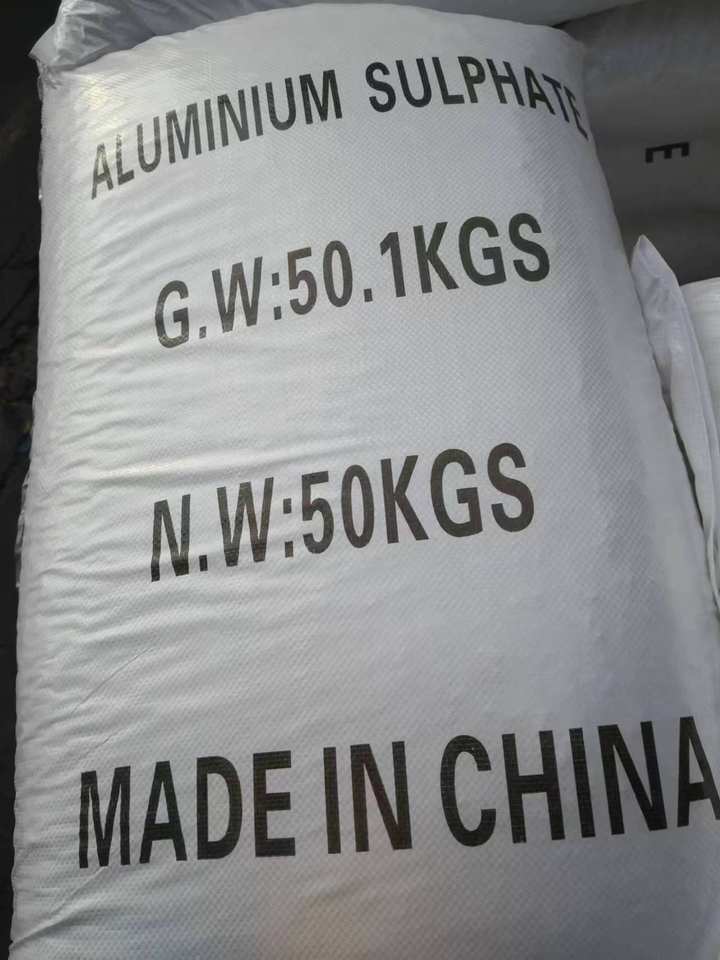 ALUMINIUM SULPHATE
G.W:50.1KGS
N.W:50KGS
MADE IN CHINA
E